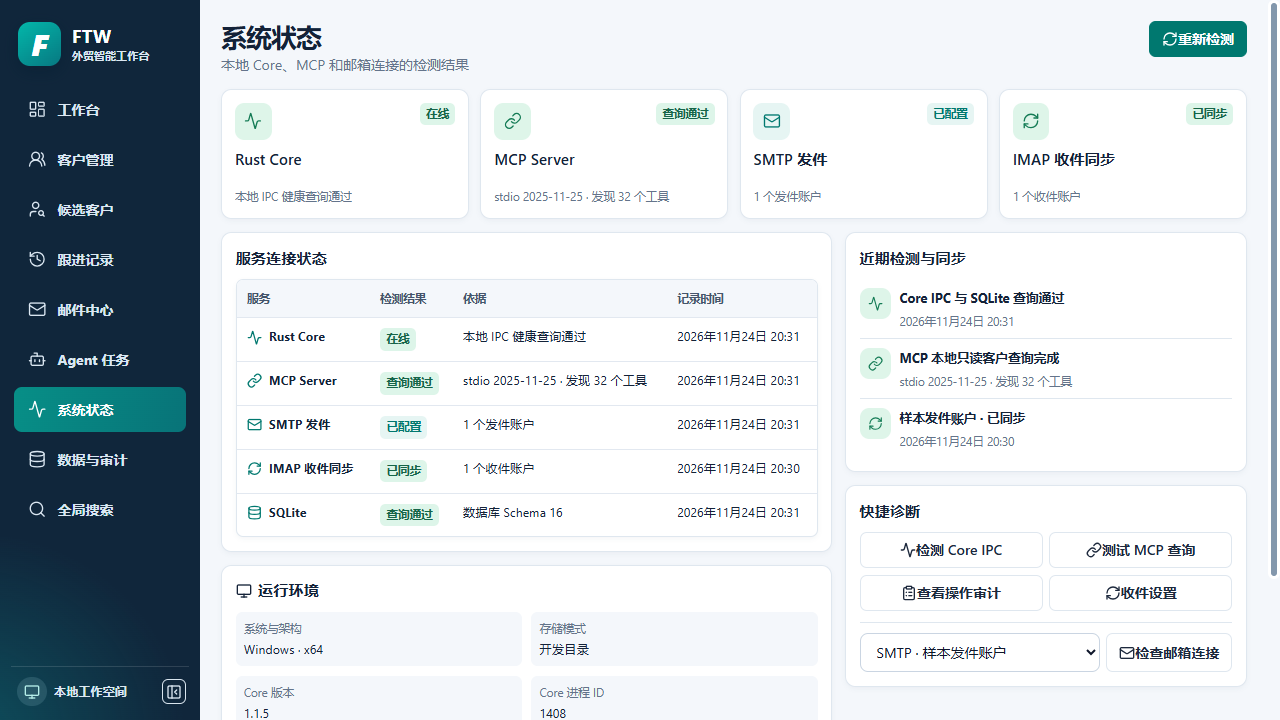 F
FTW
外贸智能工作台
工作台
客户管理
候选客户
跟进记录
邮件中心
Agent 任务
系统状态
数据与审计
全局搜索
本地工作空间
系统状态
本地 Core、MCP 和邮箱连接的检测结果
重新检测
在线
Rust Core
本地 IPC 健康查询通过
查询通过
MCP Server
stdio 2025-11-25 · 发现 32 个工具
已配置
SMTP 发件
1 个发件账户
已同步
IMAP 收件同步
1 个收件账户
服务连接状态
服务 检测结果 依据 记录时间
Rust Core 在线 本地 IPC 健康查询通过 2026年11月24日 20:31
MCP Server 查询通过 stdio 2025-11-25 · 发现 32 个工具 2026年11月24日 20:31
SMTP 发件 已配置 1 个发件账户 2026年11月24日 20:31
IMAP 收件同步 已同步 1 个收件账户 2026年11月24日 20:30
SQLite 查询通过 数据库 Schema 16 2026年11月24日 20:31
运行环境
系统与架构
Windows · x64
存储模式
开发目录
Core 版本
1.1.5
Core 进程 ID
1408
近期检测与同步
Core IPC 与 SQLite 查询通过
2026年11月24日 20:31
MCP 本地只读客户查询完成
stdio 2025-11-25 · 发现 32 个工具
样本发件账户 · 已同步
2026年11月24日 20:30
快捷诊断
检测 Core IPC
测试 MCP 查询
查看操作审计
收件设置
SMTP · 样本发件账户
检查邮箱连接